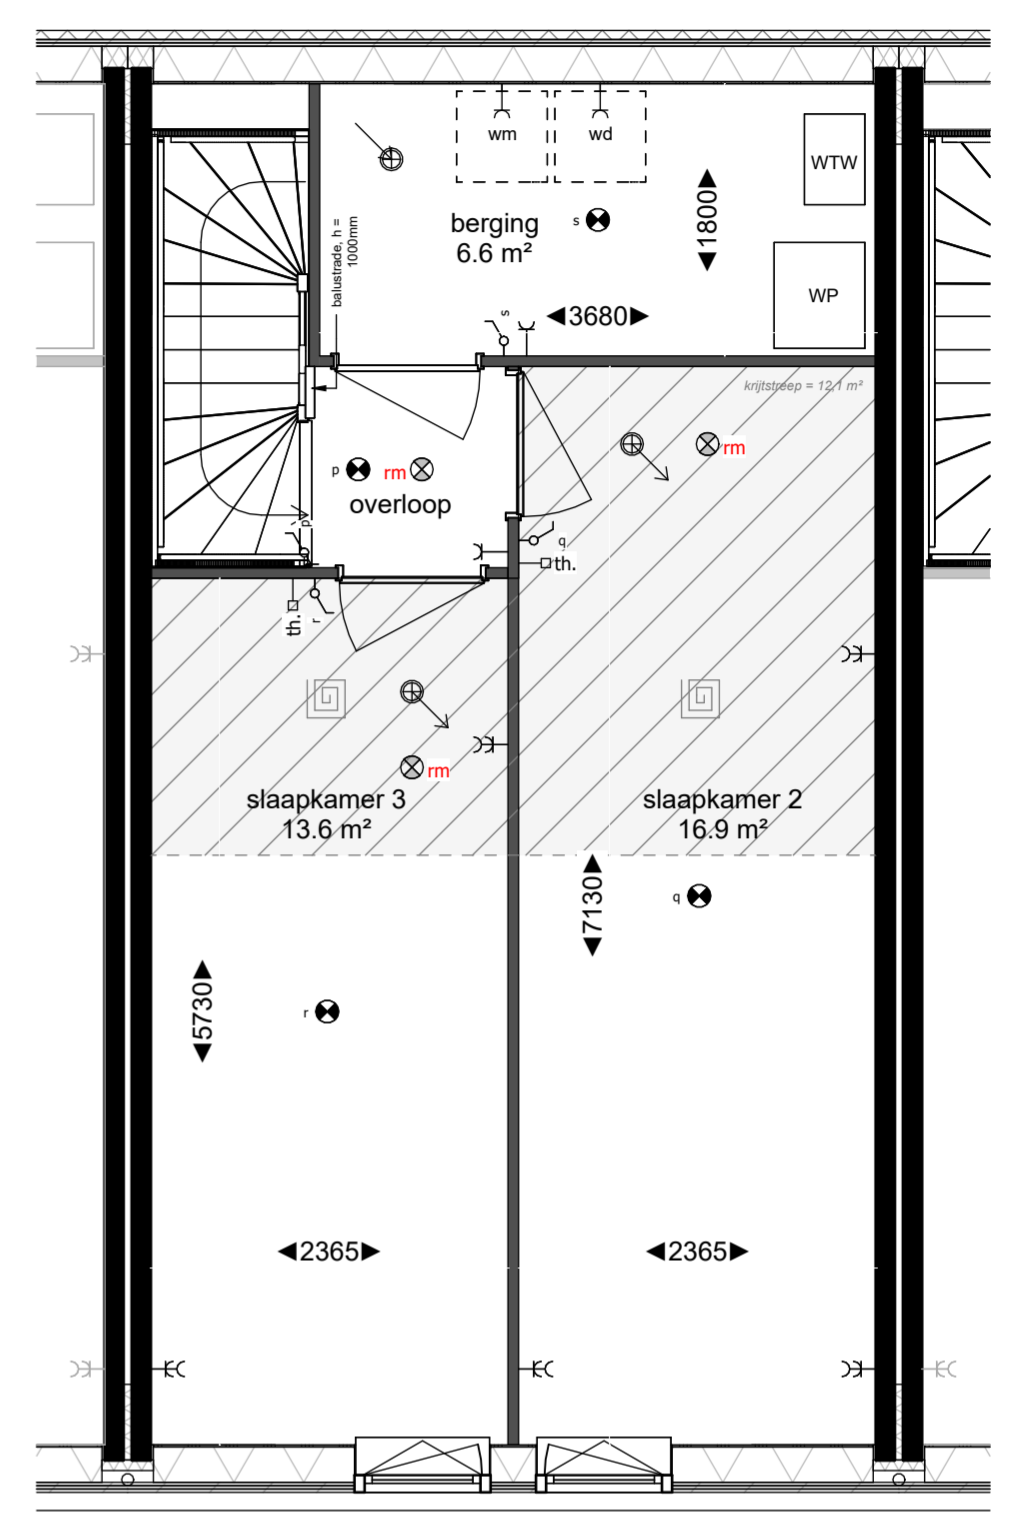 wm
wd
WTW
berging
6.6 m²
s
1800
balustrade, h =
1000mm
WP
s
3680
krijtstreep = 12,1 m²
p
rm
rm
overloop
p
q
th.
th.
r
rm
slaapkamer 3
13.6 m²
slaapkamer 2
16.9 m²
7130
q
5730
r
2365
2365